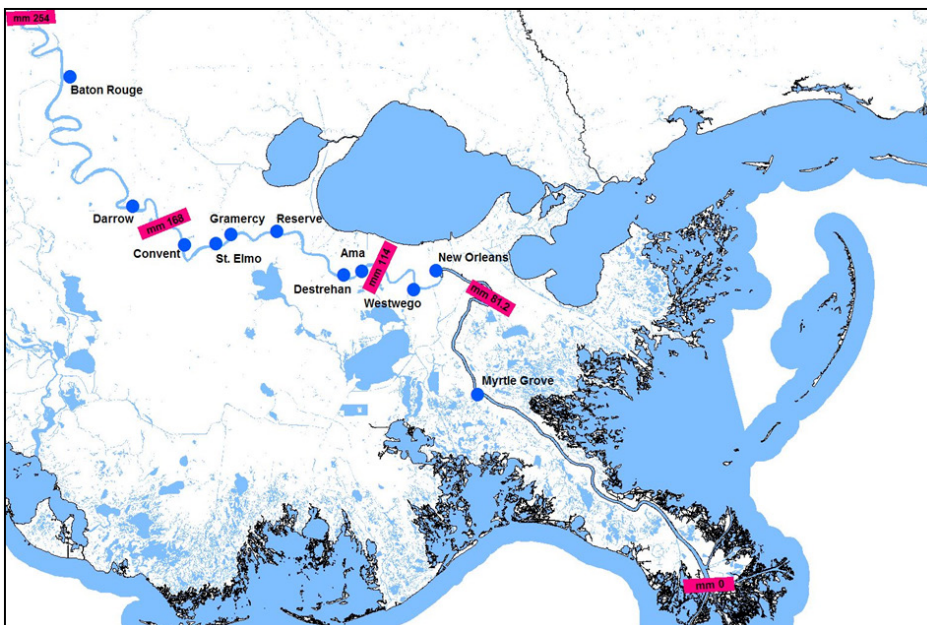 mm 254
Baton Rouge
Darrow
mm 168
Gramercy
Reserve
Convent
St. Elmo
Ama
mm 114
New Orleans
Destrehan
Westwego
mm 81.2
Myrtle Grove
mm 0